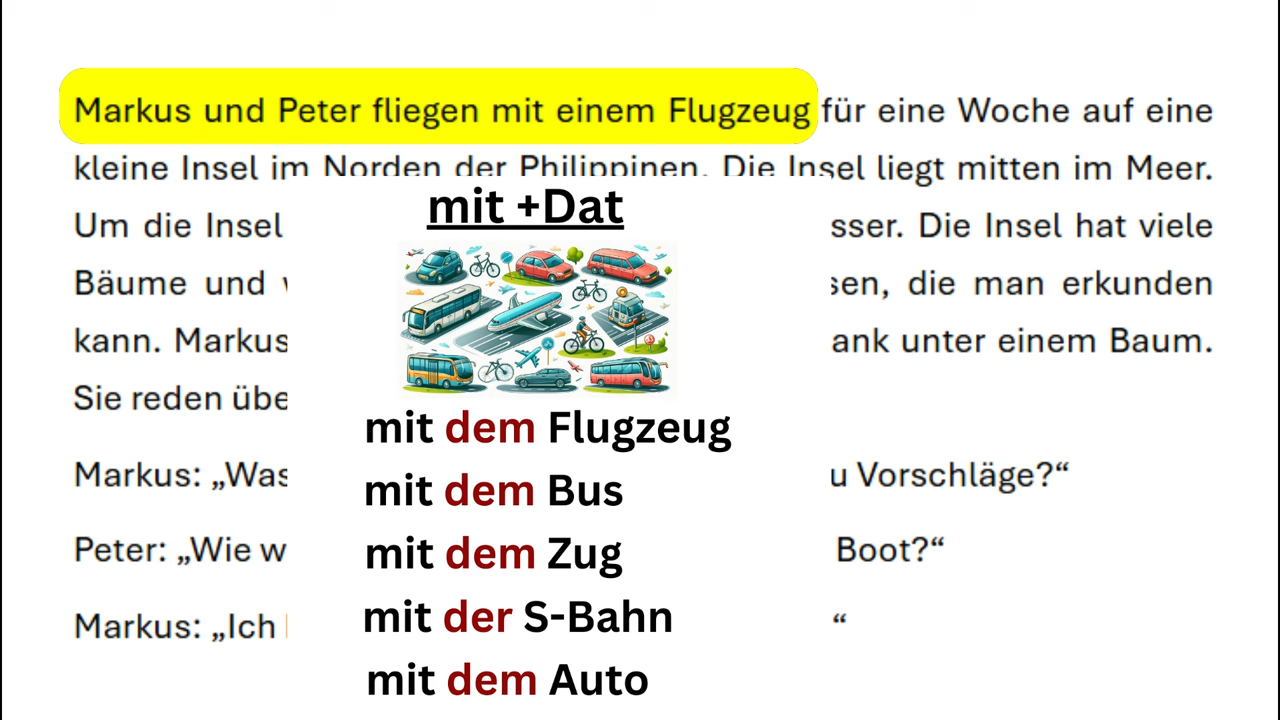 Markus und Peter fliegen mit einem Flugzeug für eine Woche auf eine
kleine Insel im Norden der Philippinen. Die Insel liegt mitten im Meer.
Um die Insel sser. Die Insel hat viele
Bäume und sen, die man erkunden
kann. Markus ank unter einem Baum.
Sie reden übe
Markus: „Was u Vorschläge?“
Peter: „Wie w Boot?“
Markus: „Ich “
mit +Dat
mit dem Flugzeug
mit dem Bus
mit dem Zug
mit der S-Bahn
mit dem Auto